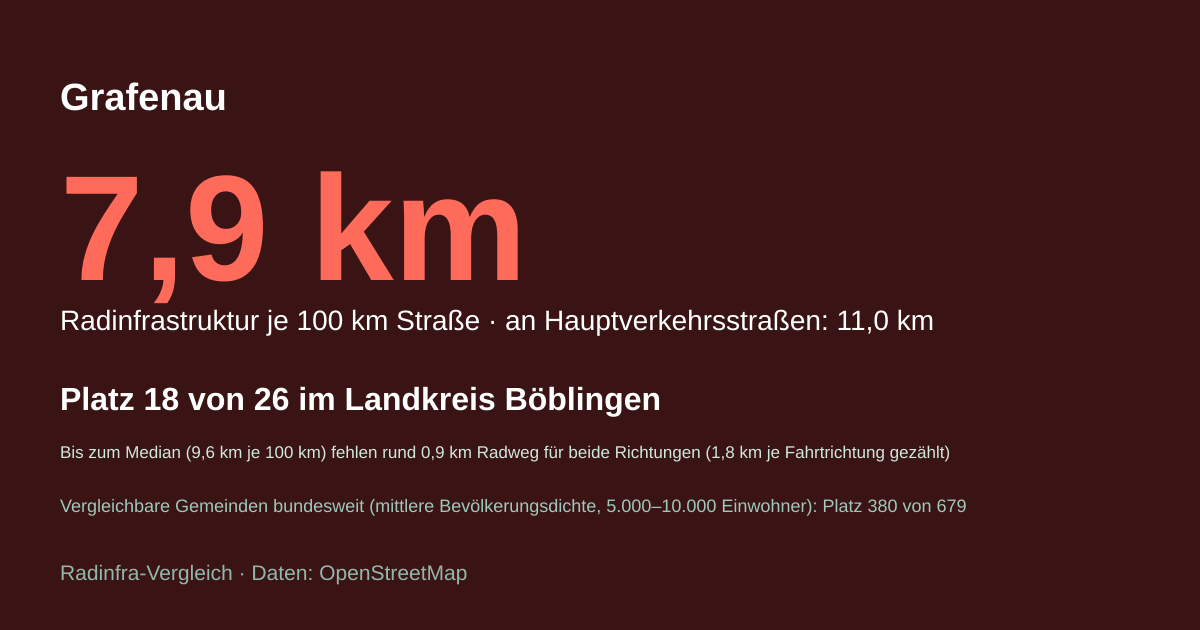 Grafenau
7,9 km
Radinfrastruktur je 100 km Straße · an Hauptverkehrsstraßen: 11,0 km
Platz 18 von 26 im Landkreis Böblingen
Bis zum Median (9,6 km je 100 km) fehlen rund 0,9 km Radweg für beide Richtungen (1,8 km je Fahrtrichtung gezählt)
Vergleichbare Gemeinden bundesweit (mittlere Bevölkerungsdichte, 5.000–10.000 Einwohner): Platz 380 von 679
Radinfra-Vergleich · Daten: OpenStreetMap